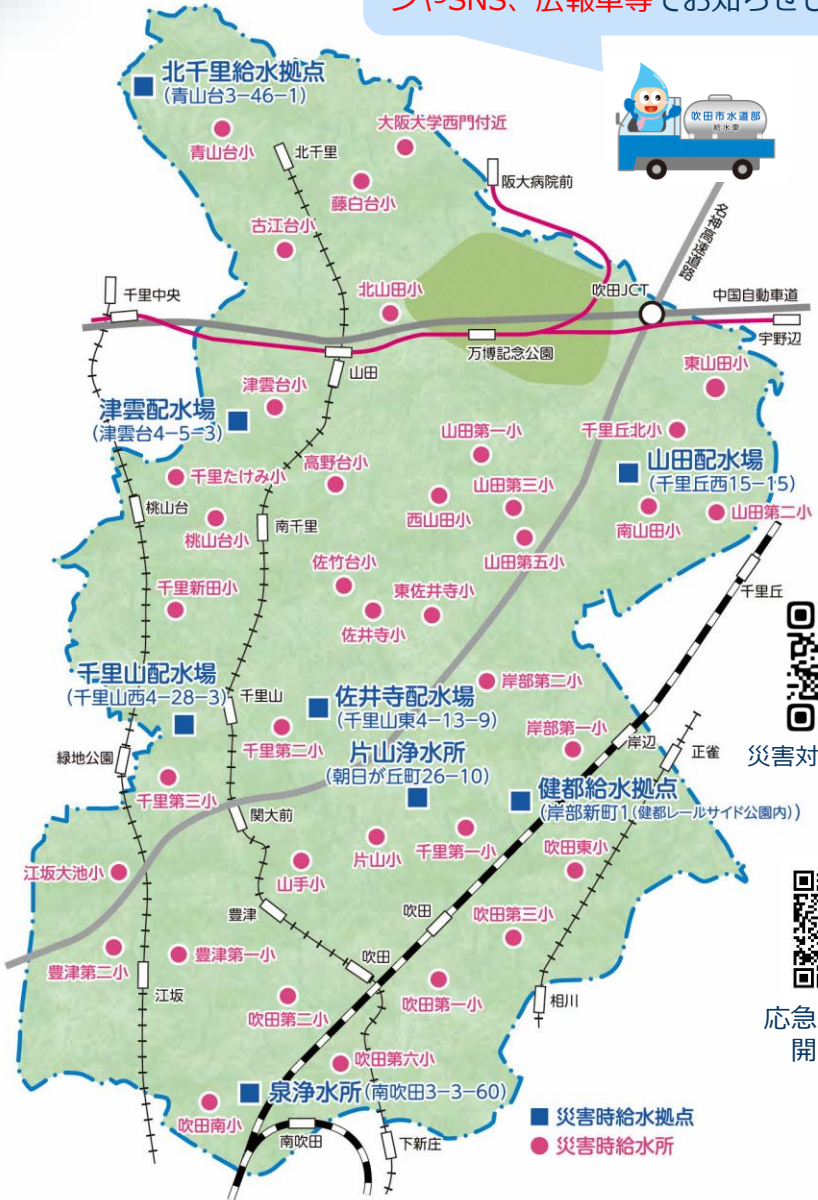 ンやSNS、広報車等でお知らせし
北千里給水拠点
(青山台3-46-1)
吹田市水道部
給水車
大阪大学西門付近
青山台小
北千里
阪大病院前
藤白台小
古江台小
名神高速道路
千里中央
北山田小
吹田JCT
中国自動車道
万博記念公園
宇野辺
山田
東山田小
津雲台小
津雲配水場
(津雲台4-5-3)
山田第一小
千里丘北小
山田配水場
(千里丘西15-15)
千里たけみ小
高野台小
山田第三小
桃山台
西山田小
南山田小
山田第二小
桃山台小
南千里
山田第五小
佐竹台小
東佐井寺小
千里丘
千里新田小
佐井寺小
千里山配水場
(千里山西4-28-3)
千里山
佐井寺配水場
(千里山東4-13-9)
岸部第二小
岸部第一小
岸辺
正雀
千里第二小
片山浄水所
(朝日が丘町26-10)
緑地公園
災害対
千里第三小
健都給水拠点
(岸部新町1(健都レールサイド公園内))
関大前
片山小
千里第一小
吹田東小
江坂大池小
山手小
豊津
吹田
吹田第三小
豊津第二小
豊津第一小
吹田
江坂
吹田第一小
相川
吹田第二小
応急
開
吹田第六小
泉浄水所(南吹田3-3-60)
吹田南小
災害時給水拠点
南吹田
下新庄
災害時給水所